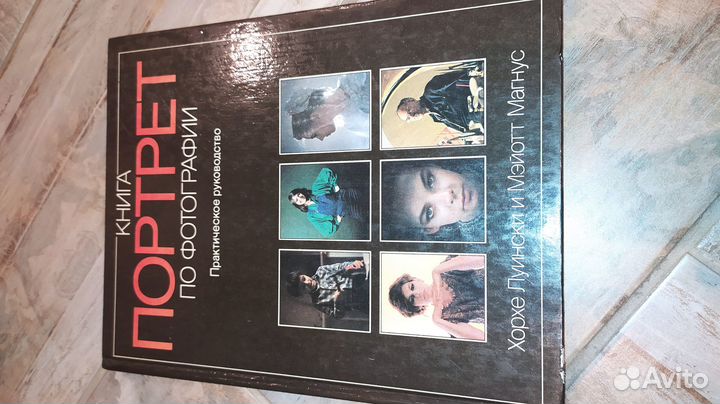 КНИГА
ПОРТРЕТ
ПО ФОТОГРАФИИ
Практическое руководство
Хорхе Луински и Мэйотт Магнус
Avito